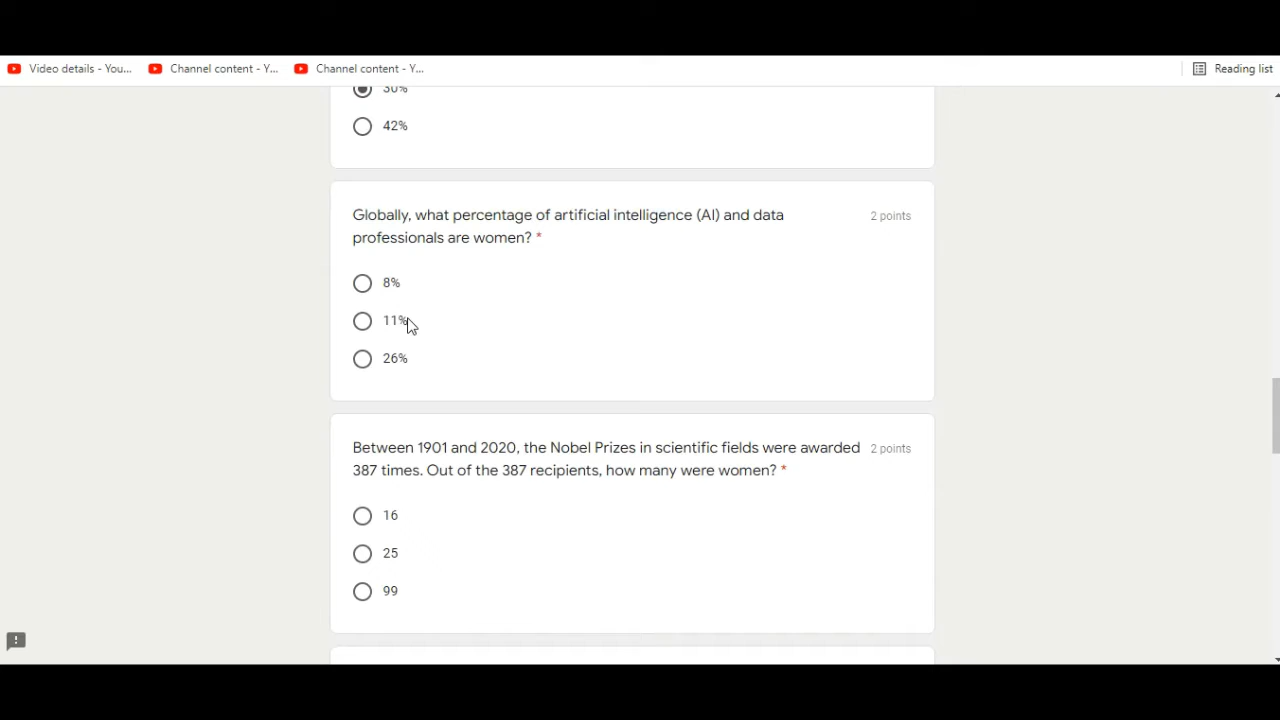 Video details - You...
Channel content - Y...
Channel content - Y...
Reading list
30%
42%
Globally, what percentage of artificial intelligence (AI) and data
2 points
professionals are women? *
8%
11%
26%
Between 1901 and 2020, the Nobel Prizes in scientific fields were awarded
2 points
387 times. Out of the 387 recipients, how many were women? *
16
25
99